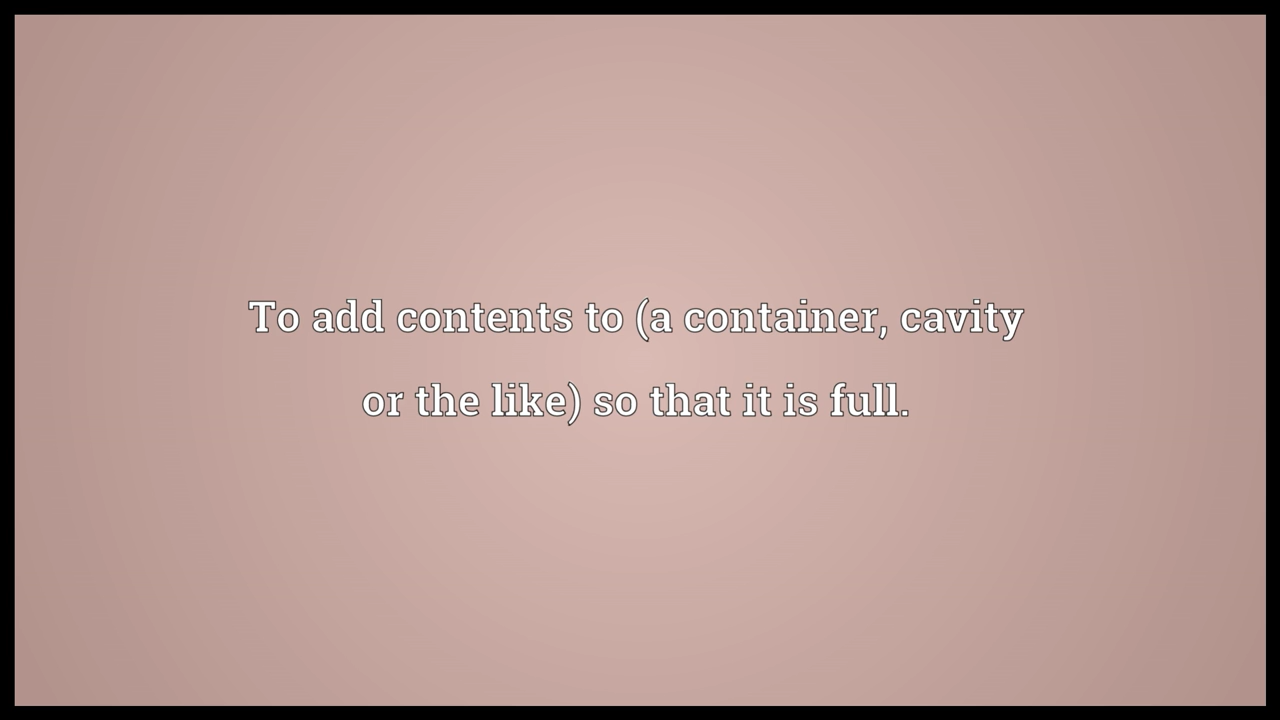 To add contents to (a container, cavity
or the like) so that it is full.